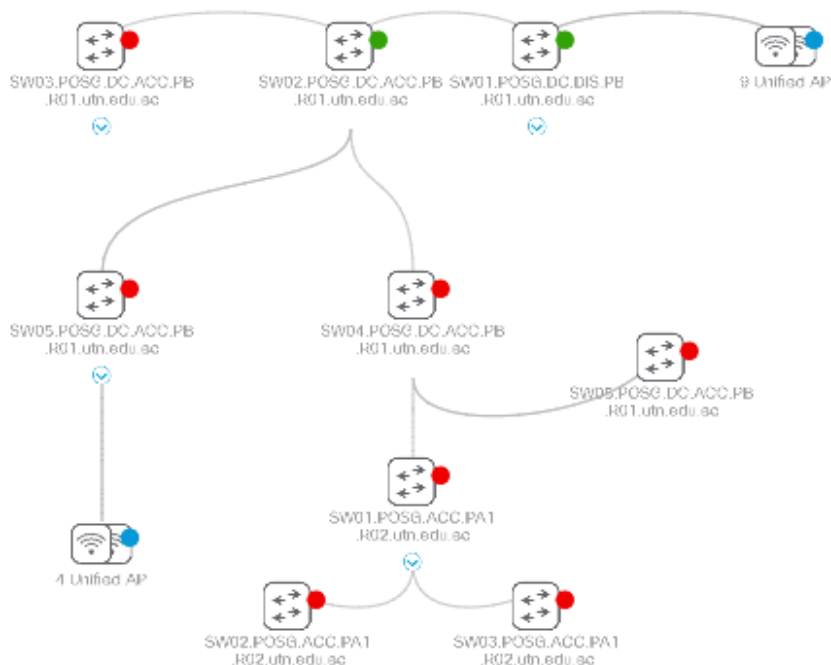 SW03.POSG.DC.ACC.PB
.R01.utn.edu.ec
SW02.POSG.DC.ACC.PB
.R01.utn.edu.ec
SW01.POSG.DC.DIS.PB
.R01.utn.edu.ec
9 Unified AP
SW05.POSG.DC.ACC.PB
.R01.utn.edu.ec
SW04.POSG.DC.ACC.PB
.R01.utn.edu.ec
.POSG.DC.ACC.PB
.R01.utn.edu.ec
SW01.POSG.ACC.PA1
.R02.utn.edu.ec
4 Unified AP
SW02.POSG.ACC.PA1
.R02.utn.edu.ec
SW03.POSG.ACC.PA1
.R02.utn.edu.ec